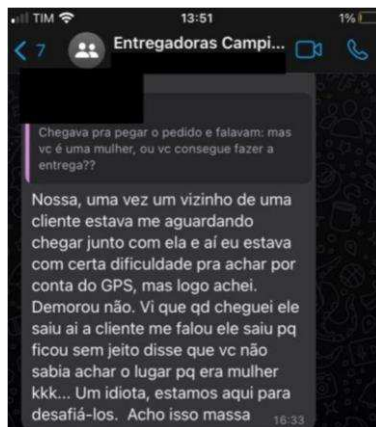 TIM 13:51 1%
7 Entregadoras Campi...
Chegava pra pegar o pedido e falavam: mas
vc é uma mulher, ou vc consegue fazer a
entrega??
Nossa, uma vez um vizinho de uma
cliente estava me aguardando
chegar junto com ela e aí eu estava
com certa dificuldade pra achar por
conta do GPS, mas logo achei.
Demorou não. Vi que qd cheguei ele
saiu ai a cliente me falou ele saiu pq
ficou sem jeito disse que vc não
sabia achar o lugar pq era mulher
kkk... Um idiota, estamos aqui para
desafiá-los. Acho isso massa
16:33